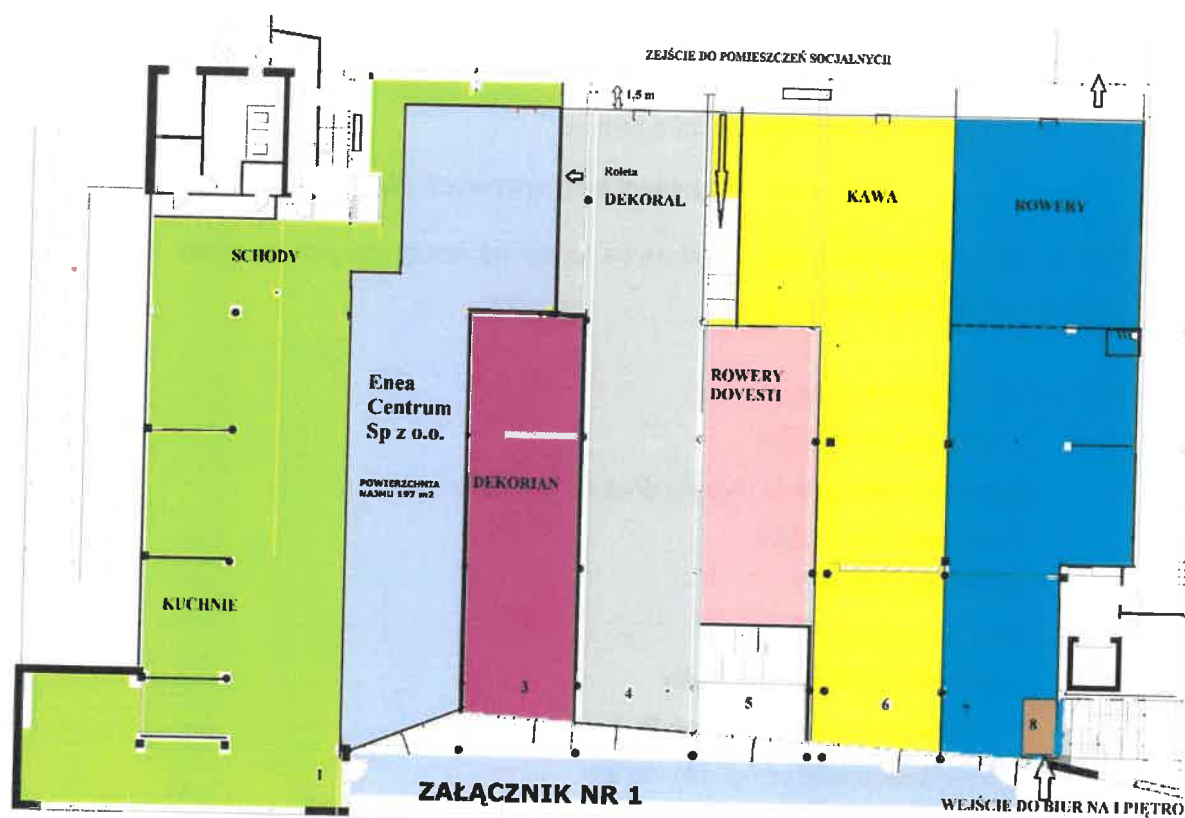 ZEJŚCIE DO POMIESZCZEŃ SOCJALNYCH
1,5 m
Roleta
DEKORAL
KAWA
ROWERY
SCHODY
WC
Enea
Centrum
Sp z o.o.
POWIERZCHNIA
NAJMU 197 m2
DEKORIAN
ROWERY
DOVESTI
KUCHNIE
1
3
4
5
6
7
8
ZAŁĄCZNIK NR 1
WEJŚCIE DO BIUR NA I PIĘTRO